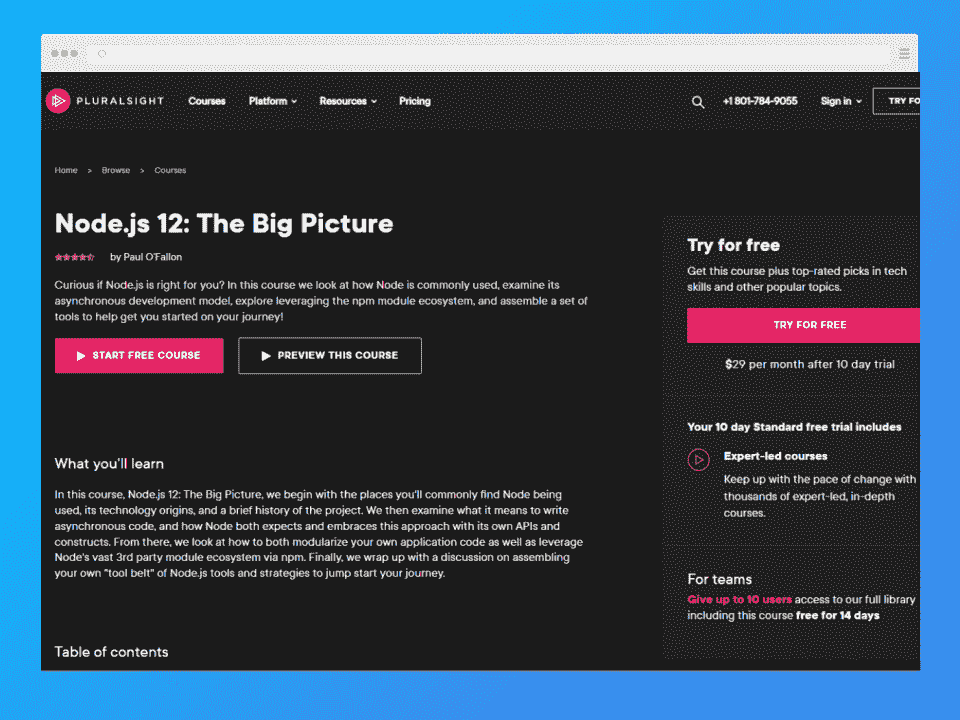 PLURALSIGHT Courses Platform Resources Pricing +1 801-784-9055 Sign in TRY FO
Home > Browse > Courses
Node.js 12: The Big Picture
by Paul O'Fallon
Curious if Node.js is right for you? In this course we look at how Node is commonly used, examine its
asynchronous development model, explore leveraging the npm module ecosystem, and assemble a set of
tools to help get you started on your journey!
START FREE COURSE PREVIEW THIS COURSE
What you'll learn
In this course, Node.js 12: The Big Picture, we begin with the places you'll commonly find Node being
used, its technology origins, and a brief history of the project. We then examine what it means to write
asynchronous code, and how Node both expects and embraces this approach with its own APIs and
constructs. From there, we look at how to both modularize your own application code as well as leverage
Node's vast 3rd party module ecosystem via npm. Finally, we wrap up with a discussion on assembling
your own "tool belt" of Node.js tools and strategies to jump start your journey.
Table of contents
Try for free
Get this course plus top-rated picks in tech
skills and other popular topics.
TRY FOR FREE
$29 per month after 10 day trial
Your 10 day Standard free trial includes
Expert-led courses
Keep up with the pace of change with
thousands of expert-led, in-depth
courses.
For teams
Give up to 10 users access to our full library
including this course free for 14 days